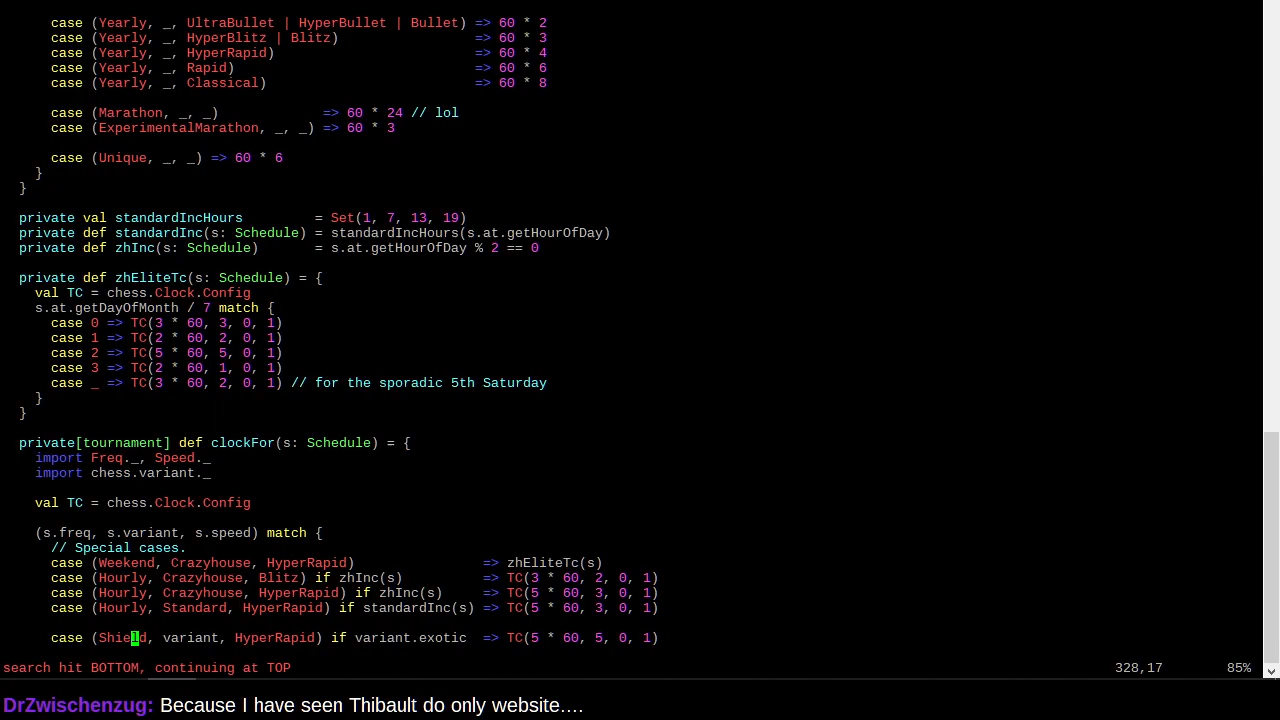 case (Yearly, _, UltraBullet | HyperBullet | Bullet) => 60 * 2
case (Yearly, _, HyperBlitz | Blitz) => 60 * 3
case (Yearly, _, HyperRapid) => 60 * 4
case (Yearly, _, Rapid) => 60 * 6
case (Yearly, _, Classical) => 60 * 8
case (Marathon, _, _) => 60 * 24 // lol
case (ExperimentalMarathon, _, _) => 60 * 3
case (Unique, _, _) => 60 * 6
}
}
private val standardIncHours = Set(1, 7, 13, 19)
private def standardInc(s: Schedule) = standardIncHours(s.at.getHourOfDay)
private def zhInc(s: Schedule) = s.at.getHourOfDay % 2 == 0
private def zhEliteTc(s: Schedule) = {
val TC = chess.Clock.Config
s.at.getDayOfMonth / 7 match {
case 0 => TC(3 * 60, 3, 0, 1)
case 1 => TC(2 * 60, 2, 0, 1)
case 2 => TC(5 * 60, 5, 0, 1)
case 3 => TC(2 * 60, 1, 0, 1)
case _ => TC(3 * 60, 2, 0, 1) // for the sporadic 5th Saturday
}
}
private[tournament] def clockFor(s: Schedule) = {
import Freq._, Speed._
import chess.variant._
val TC = chess.Clock.Config
(s.freq, s.variant, s.speed) match {
// Special cases.
case (Weekend, Crazyhouse, HyperRapid) => zhEliteTc(s)
case (Hourly, Crazyhouse, Blitz) if zhInc(s) => TC(3 * 60, 2, 0, 1)
case (Hourly, Crazyhouse, HyperRapid) if zhInc(s) => TC(5 * 60, 3, 0, 1)
case (Hourly, Standard, HyperRapid) if standardInc(s) => TC(5 * 60, 3, 0, 1)
case (Shield, variant, HyperRapid) if variant.exotic => TC(5 * 60, 5, 0, 1)
search hit BOTTOM, continuing at TOP 328,17 85%
DrZwischenzug: Because I have seen Thibault do only website....